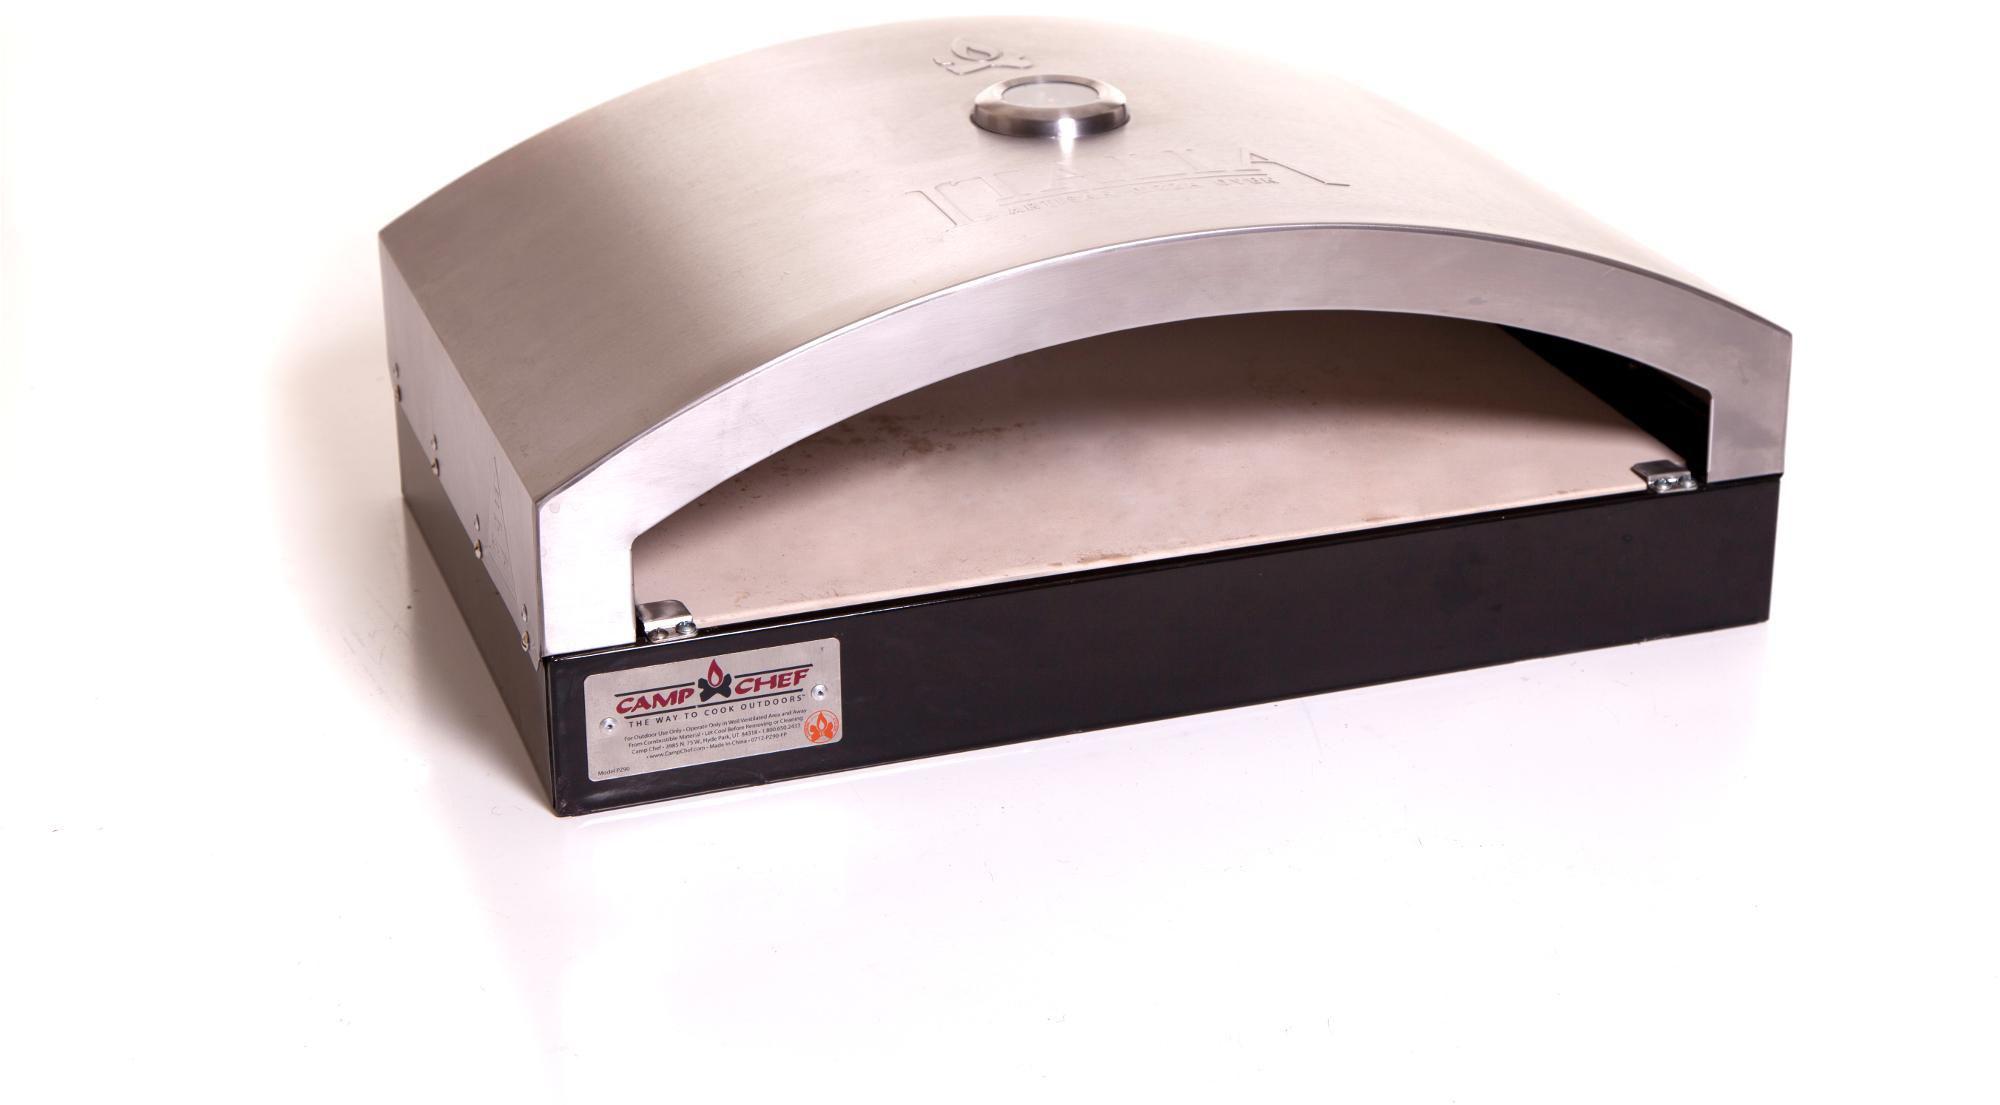 ITALIA
ARTISAN PIZZA OVEN
CAMP CHEF
THE WAY TO COOK OUTDOORS™
For Outdoor Use Only • Operate Only in Well Ventilated Area and Away
From Combustible Material • Let Cool Before Removing or Cleaning
Camp Chef • 3985 N. 75 W., Hyde Park, UT 84318 • 1.800.650.2433
• www.CampChef.com • Made In China • 0712-PZ90-FP
Model PZ90